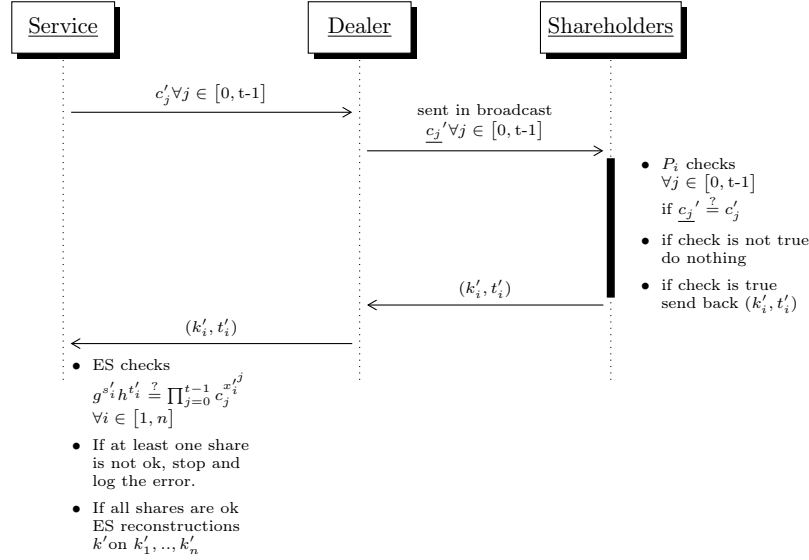 Service
Dealer
Shareholders
c′_j ∀j ∈ [0, t-1]
sent in broadcast
c_j′ ∀j ∈ [0, t-1]
• P_i checks
∀j ∈ [0, t-1]
if c_j′ ≟ c′_j
• if check is not true
do nothing
• if check is true
send back (k′_i, t′_i)
(k′_i, t′_i)
(k′_i, t′_i)
• ES checks
g^{s′_i} h^{t′_i} ≟ ∏_{j=0}^{t−1} c_j^{x′_i^j}
∀i ∈ [1, n]
• If at least one share
is not ok, stop and
log the error.
• If all shares are ok
ES reconstructions
k′on k′_1, .., k′_n